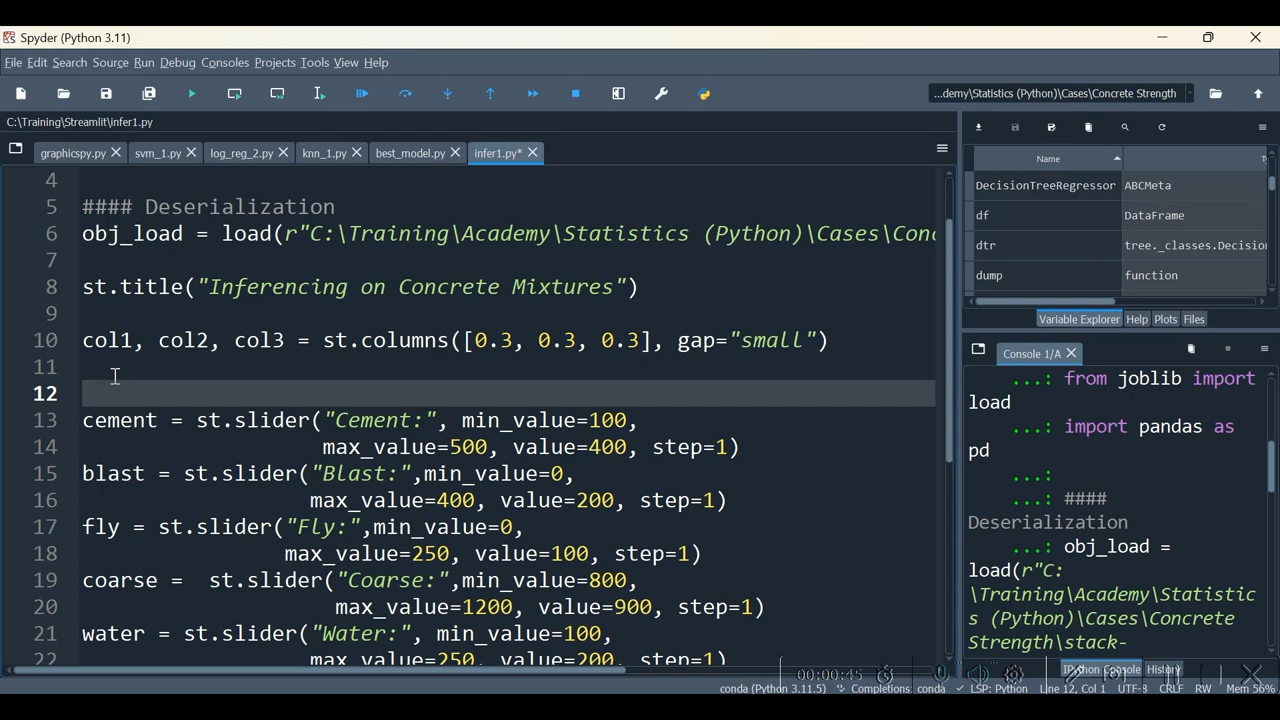 Spyder (Python 3.11)
File Edit Search Source Run Debug Consoles Projects Tools View Help
...demy\Statistics (Python)\Cases\Concrete Strength
C:\Training\Streamlit\infer1.py
graphicspy.py svm_1.py log_reg_2.py knn_1.py best_model.py infer1.py*
4
5 #### Deserialization
6 obj_load = load(r"C:\Training\Academy\Statistics (Python)\Cases\Conc
7
8 st.title("Inferencing on Concrete Mixtures")
9
10 col1, col2, col3 = st.columns([0.3, 0.3, 0.3], gap="small")
11
12
13 cement = st.slider("Cement:", min_value=100,
14 max_value=500, value=400, step=1)
15 blast = st.slider("Blast:",min_value=0,
16 max_value=400, value=200, step=1)
17 fly = st.slider("Fly:",min_value=0,
18 max_value=250, value=100, step=1)
19 coarse =  st.slider("Coarse:",min_value=800,
20 max_value=1200, value=900, step=1)
21 water = st.slider("Water:", min_value=100,
22 max_value=250, value=200, step=1)
Name
DecisionTreeRegressor ABCMeta
df DataFrame
dtr tree._classes.Decision
dump function
Variable Explorer Help Plots Files
Console 1/A
...: from joblib import
load
...: import pandas as
pd
...:
...: ####
Deserialization
...: obj_load =
load(r"C:
\Training\Academy\Statistic
s (Python)\Cases\Concrete
Strength\stack-
IPython Console History
00:00:45
conda (Python 3.11.5) Completions: conda LSP: Python Line 12, Col 1 UTF-8 CRLF RW Mem 56%